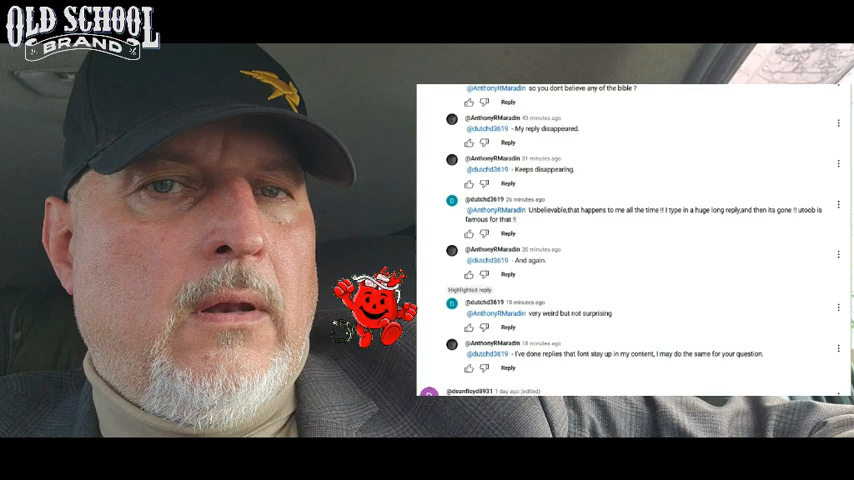 OLD SCHOOL
BRAND
@AnthonyRMaradin so you dont believe any of the bible ?
Reply
@AnthonyRMaradin 43 minutes ago
@dutchd3619 - My reply disappeared.
Reply
@AnthonyRMaradin 31 minutes ago
@dutchd3619 - Keeps disappearing.
Reply
D
@dutchd3619 26 minutes ago
@AnthonyRMaradin Unbelievable,that happens to me all the time !! I type in a huge long reply,and then its gone !! utoob is
famous for that !!
Reply
@AnthonyRMaradin 20 minutes ago
@dutchd3619 - And again.
Reply
Highlighted reply
D
@dutchd3619 18 minutes ago
@AnthonyRMaradin very weird but not surprising
Reply
@AnthonyRMaradin 18 minutes ago
@dutchd3619 - I've done replies that font stay up in my content, I may do the same for your question.
Reply
@deanfloyd8931 1 day ago (edited)